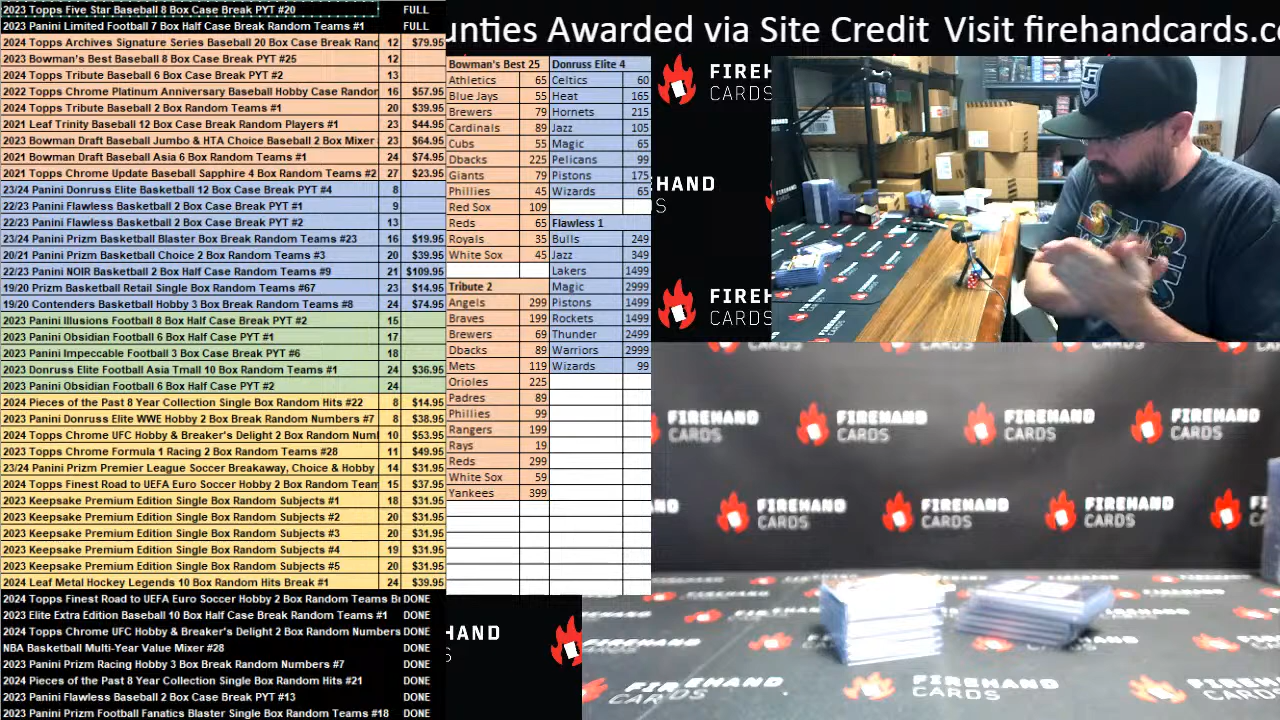 2023 Topps Five Star Baseball 8 Box Case Break PYT #20 FULL
2023 Panini Limited Football 7 Box Half Case Break Random Teams #1 FULL
2024 Topps Archives Signature Series Baseball 20 Box Case Break Ranc 12 $79.95
2023 Bowman's Best Baseball 8 Box Case Break PYT #25 12
2024 Topps Tribute Baseball 6 Box Case Break PYT #2 13
2022 Topps Chrome Platinum Anniversary Baseball Hobby Case Randor 16 $57.95
2024 Topps Tribute Baseball 2 Box Random Teams #1 20 $39.95
2021 Leaf Trinity Baseball 12 Box Case Break Random Players #1 23 $44.95
2023 Bowman Draft Baseball Jumbo & HTA Choice Baseball 2 Box Mixer 23 $64.95
2021 Bowman Draft Baseball Asia 6 Box Random Teams #1 24 $74.95
2021 Topps Chrome Update Baseball Sapphire 4 Box Random Teams #2 27 $23.95
23/24 Panini Donruss Elite Basketball 12 Box Case Break PYT #4 8
22/23 Panini Flawless Basketball 2 Box Case Break PYT #1 9
22/23 Panini Flawless Basketball 2 Box Case Break PYT #2 13
23/24 Panini Prizm Basketball Blaster Box Break Random Teams #23 16 $19.95
20/21 Panini Prizm Basketball Choice 2 Box Random Teams #3 20 $39.95
22/23 Panini NOIR Basketball 2 Box Half Case Random Teams #9 21 $109.95
19/20 Prizm Basketball Retail Single Box Random Teams #67 23 $14.95
19/20 Contenders Basketball Hobby 3 Box Break Random Teams #8 24 $74.95
2023 Panini Illusions Football 8 Box Half Case Break PYT #2 15
2023 Panini Obsidian Football 6 Box Half Case PYT #1 17
2023 Panini Impeccable Football 3 Box Case Break PYT #6 18
2023 Donruss Elite Football Asia Tmall 10 Box Random Teams #1 24 $36.95
2023 Panini Obsidian Football 6 Box Half Case PYT #2 24
2024 Pieces of the Past 8 Year Collection Single Box Random Hits #22 8 $14.95
2023 Panini Donruss Elite WWE Hobby 2 Box Break Random Numbers #7 8 $38.95
2024 Topps Chrome UFC Hobby & Breaker's Delight 2 Box Random Numl 10 $53.95
2023 Topps Chrome Formula 1 Racing 2 Box Random Teams #28 11 $49.95
23/24 Panini Prizm Premier League Soccer Breakaway, Choice & Hobby 14 $31.95
2024 Topps Finest Road to UEFA Euro Soccer Hobby 2 Box Random Team 15 $37.95
2023 Keepsake Premium Edition Single Box Random Subjects #1 18 $31.95
2023 Keepsake Premium Edition Single Box Random Subjects #2 20 $31.95
2023 Keepsake Premium Edition Single Box Random Subjects #3 20 $31.95
2023 Keepsake Premium Edition Single Box Random Subjects #4 19 $31.95
2023 Keepsake Premium Edition Single Box Random Subjects #5 20 $31.95
2024 Leaf Metal Hockey Legends 10 Box Random Hits Break #1 24 $39.95
2024 Topps Finest Road to UEFA Euro Soccer Hobby 2 Box Random Teams Bı DONE
2023 Elite Extra Edition Baseball 10 Box Half Case Break Random Teams #1 DONE
2024 Topps Chrome UFC Hobby & Breaker's Delight 2 Box Random Numbers DONE
NBA Basketball Multi-Year Value Mixer #28 DONE
2023 Panini Prizm Racing Hobby 3 Box Break Random Numbers #7 DONE
2024 Pieces of the Past 8 Year Collection Random Hits #21 DONE
2023 Panini Flawless Baseball 2 Box Case Break PYT #13 DONE
2023 Panini Prizm Football Fanatics Blaster Single Box Random Teams #18 DONE
unties Awarded via Site Credit Visit firehandcards.c
Bowman's Best 25
Athletics 65
Blue Jays 55
Brewers 79
Cardinals 89
Cubs 55
Dbacks 225
Giants 79
Phillies 45
Red Sox 109
Reds 65
Royals 35
White Sox 45
Tribute 2
Angels 299
Braves 199
Brewers 69
Dbacks 89
Mets 119
Orioles 225
Padres 89
Phillies 99
Rangers 199
Rays 19
Reds 299
White Sox 59
Yankees 399
Donruss Elite 4
Celtics 60
Heat 165
Hornets 215
Jazz 105
Magic 65
Pelicans 99
Pistons 175
Wizards 65
Flawless 1
Bulls 249
Jazz 349
Lakers 1499
Magic 2999
Pistons 1499
Rockets 1499
Thunder 2499
Warriors 2999
Wizards 99
FIREH
CARDS
HAND
S
FIREH
CARDS
HAND
FIREHAND
CARDS
FIREHAND
CARDS
FIREHAND
CARDS
FIREHAND
CARDS
FIREHAND
CARDS
FIREHAND
CARDS
FIREHAND
CARDS
FIREHAND
CARDS